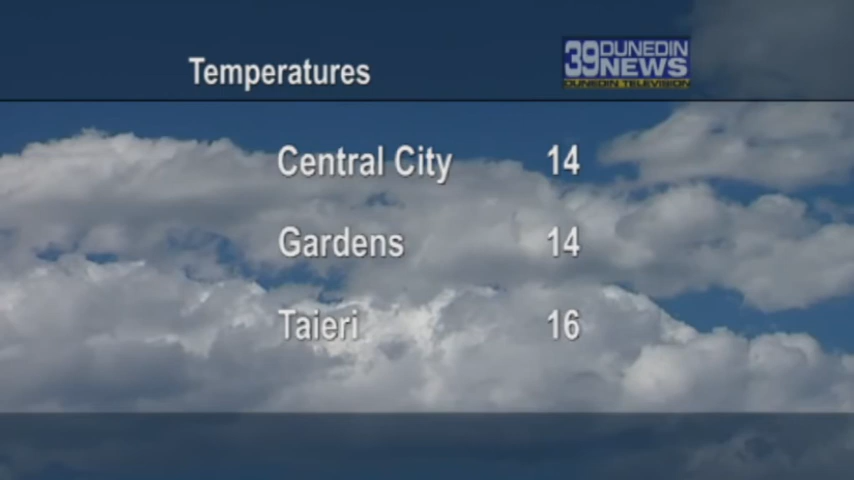 Temperatures
39 DUNEDIN NEWS
DUNEDIN TELEVISION
Central City 14
Gardens 14
Taieri 16